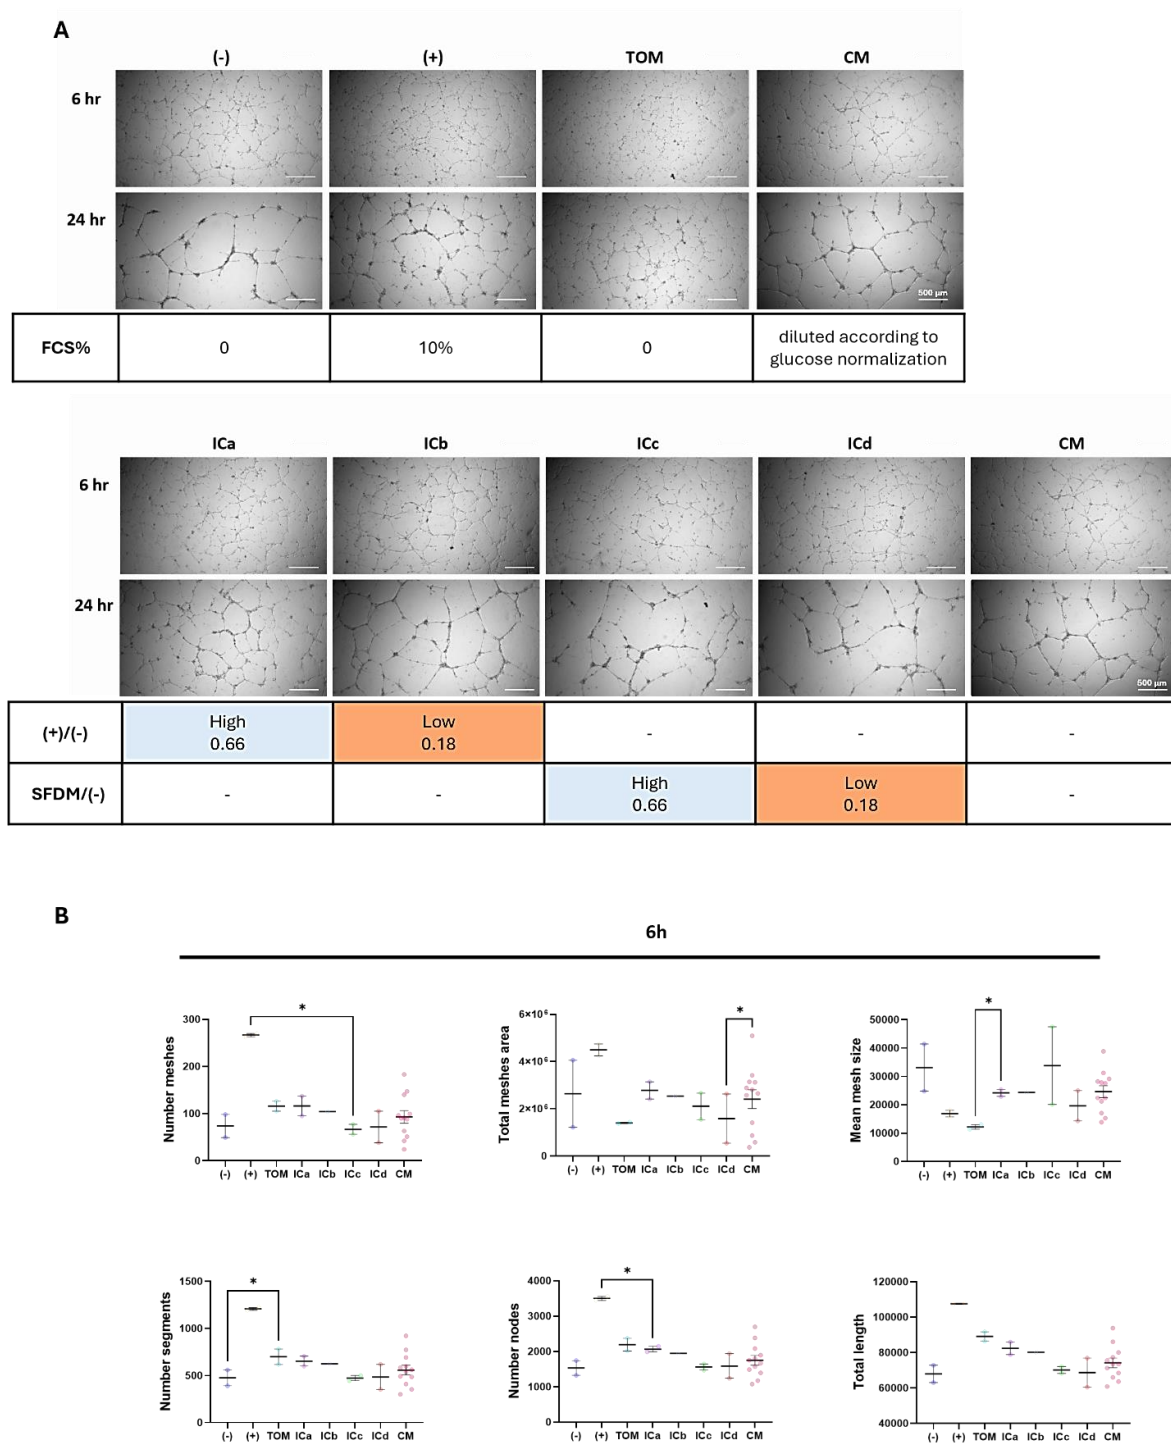 A
(-) (+) TOM CM
6 hr
24 hr
500 µm
FCS% 0 10% 0 diluted according to
glucose normalization
ICa ICb ICc ICd CM
6 hr
24 hr
500 µm
(+)/(-) High 0.66 Low 0.18 - - -
SFDM/(-) - - High 0.66 Low 0.18 -
B
6h
Number meshes
300
200
100
0
*
(-) (+) TOM ICa ICb ICc ICd CM
Total meshes area
6×10⁶
4×10⁶
2×10⁶
0
*
(-) (+) TOM ICa ICb ICc ICd CM
Mean mesh size
50000
40000
30000
20000
10000
0
*
(-) (+) TOM ICa ICb ICc ICd CM
Number segments
1500
1000
500
0
*
(-) (+) TOM ICa ICb ICc ICd CM
Number nodes
4000
3000
2000
1000
0
*
(-) (+) TOM ICa ICb ICc ICd CM
Total length
120000
100000
80000
60000
40000
(-) (+) TOM ICa ICb ICc ICd CM